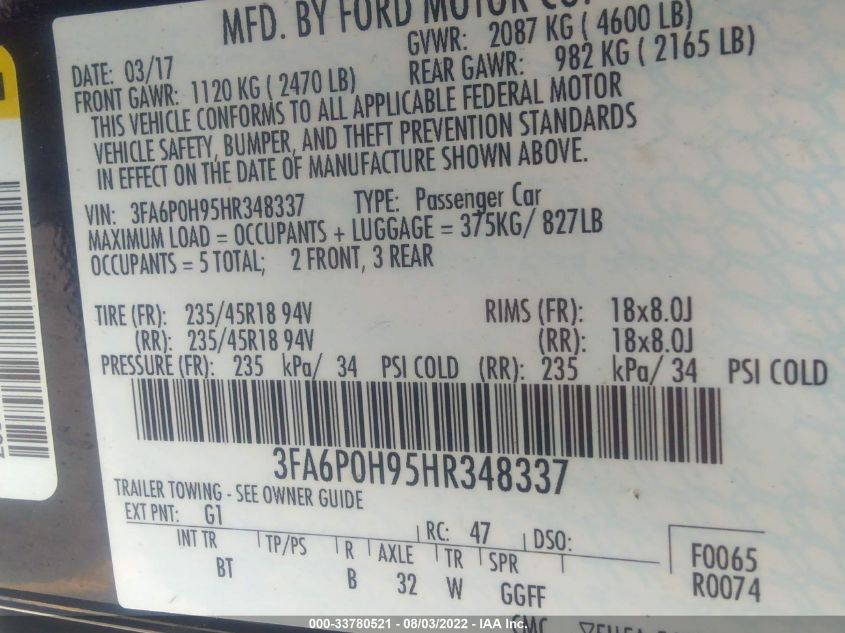 MFD. BY FORD MOTOR CO.
DATE: 03/17 GVWR: 2087 KG ( 4600 LB)
FRONT GAWR: 1120 KG ( 2470 LB) REAR GAWR: 982 KG ( 2165 LB)
THIS VEHICLE CONFORMS TO ALL APPLICABLE FEDERAL MOTOR
VEHICLE SAFETY, BUMPER, AND THEFT PREVENTION STANDARDS
IN EFFECT ON THE DATE OF MANUFACTURE SHOWN ABOVE.
VIN: 3FA6P0H95HR348337 TYPE: Passenger Car
MAXIMUM LOAD = OCCUPANTS + LUGGAGE = 375KG/ 827LB
OCCUPANTS = 5 TOTAL; 2 FRONT, 3 REAR
TIRE (FR): 235/45R18 94V RIMS (FR): 18x8.0J
(RR): 235/45R18 94V (RR): 18x8.0J
PRESSURE (FR): 235 kPa/ 34 PSI COLD (RR): 235 kPa/ 34 PSI COLD
3FA6P0H95HR348337
TRAILER TOWING - SEE OWNER GUIDE
EXT PNT: G1 RC: 47 DSO:
INT TR TP/PS R AXLE TR SPR F0065
BT B 32 W GGFF R0074
000-33780521 - 08/03/2022 - www.iaai.com